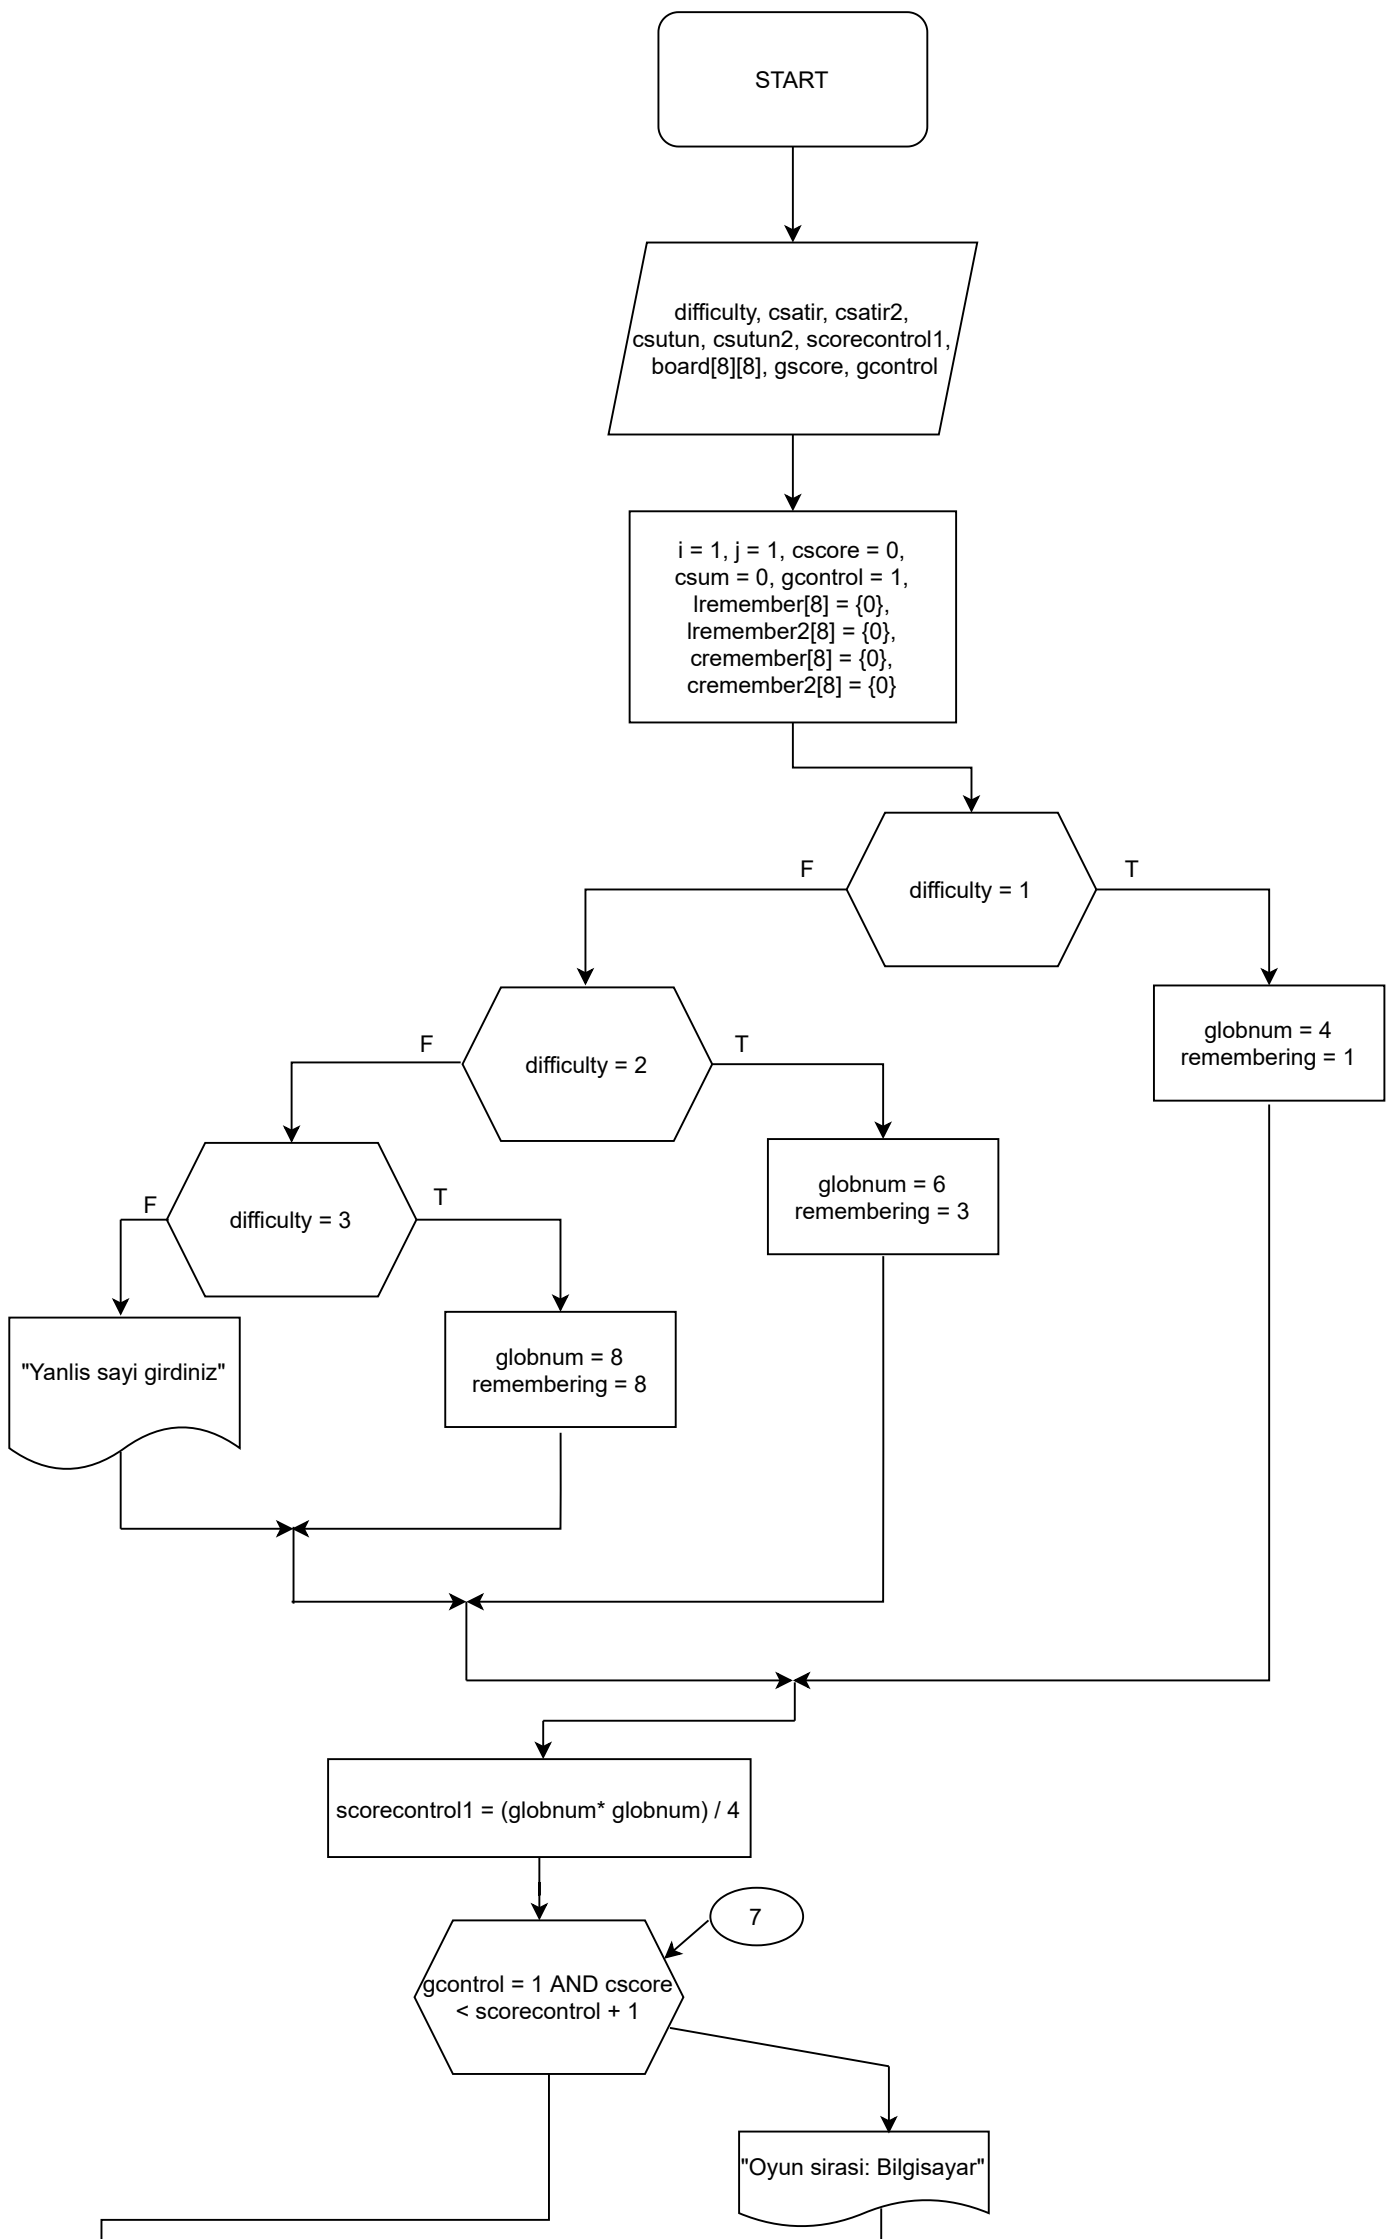 START
difficulty, csatir, csatir2,
csutun, csutun2, scorecontrol1,
board[8][8], gscore, gcontrol
i = 1, j = 1, cscore = 0,
csum = 0, gcontrol = 1,
lremember[8] = {0},
lremember2[8] = {0},
cremember[8] = {0},
cremember2[8] = {0}
F
T
difficulty = 1
F
T
difficulty = 2
globnum = 4
remembering = 1
F
T
difficulty = 3
globnum = 6
remembering = 3
"Yanlis sayi girdiniz"
globnum = 8
remembering = 8
scorecontrol1 = (globnum* globnum) / 4
7
gcontrol = 1 AND cscore
< scorecontrol + 1
"Oyun sirasi: Bilgisayar"